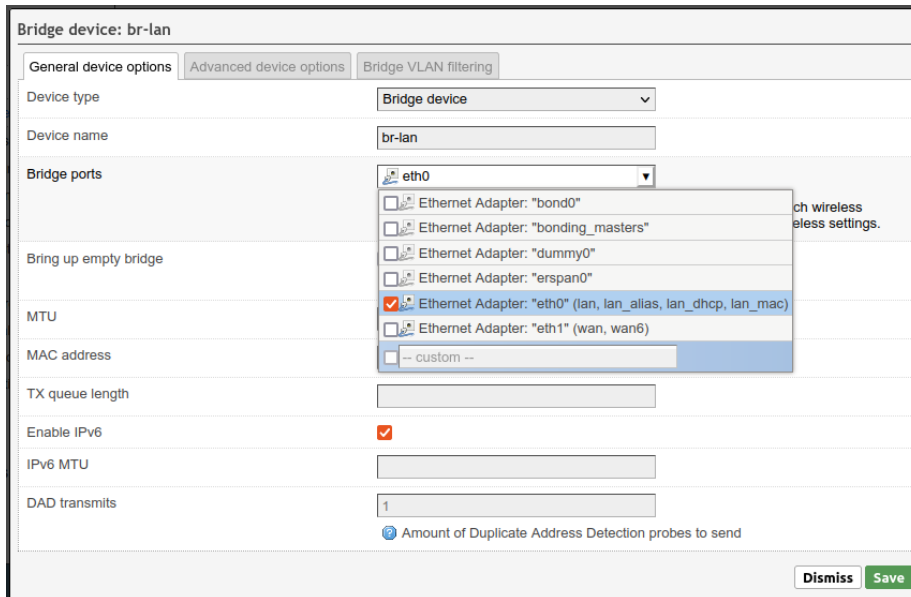 Bridge device: br-lan
General device options Advanced device options Bridge VLAN filtering
Device type Bridge device
Device name br-lan
Bridge ports eth0
Ethernet Adapter: "bond0"
ch wireless
Ethernet Adapter: "bonding_masters"
eless settings.
Ethernet Adapter: "dummy0"
Bring up empty bridge
Ethernet Adapter: "erspan0"
Ethernet Adapter: "eth0" (lan, lan_alias, lan_dhcp, lan_mac)
MTU
Ethernet Adapter: "eth1" (wan, wan6)
MAC address
-- custom --
TX queue length
Enable IPv6
IPv6 MTU
DAD transmits 1
Amount of Duplicate Address Detection probes to send
Dismiss Save